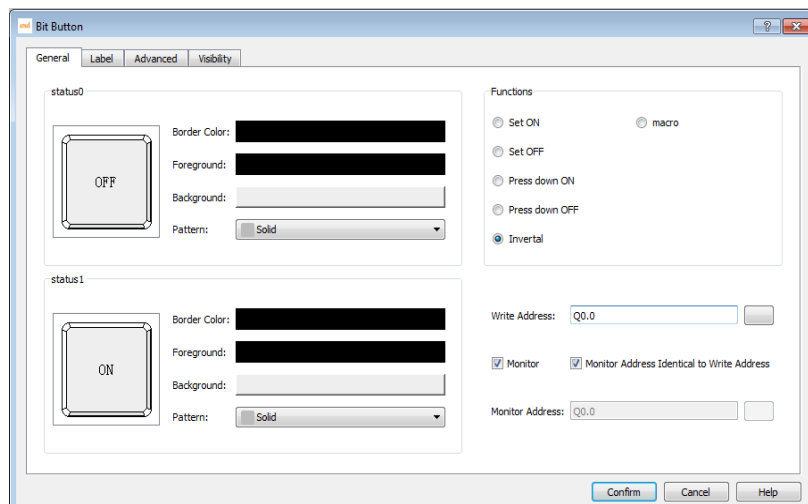 Bit Button
General Label Advanced Visibility
status0
OFF
Border Color:
Foreground:
Background:
Pattern: Solid
status1
ON
Border Color:
Foreground:
Background:
Pattern: Solid
Functions
Set ON macro
Set OFF
Press down ON
Press down OFF
Invertal
Write Address: Q0.0
Monitor Monitor Address Identical to Write Address
Monitor Address: Q0.0
Confirm Cancel Help